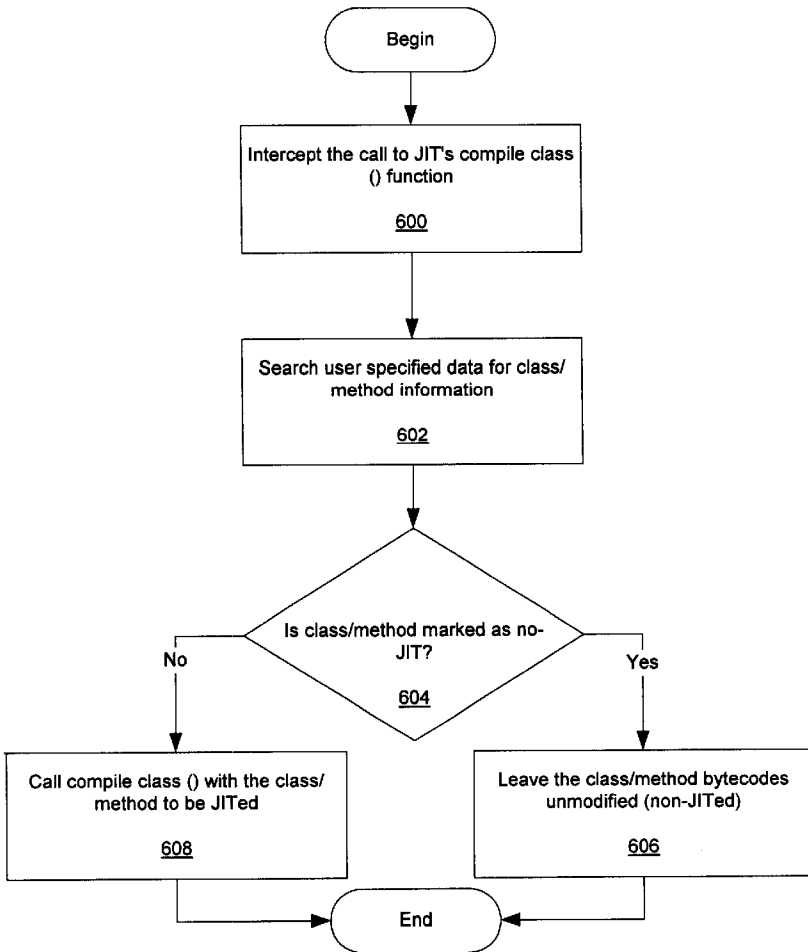 Begin
Intercept the call to JIT's compile class
() function
600
Search user specified data for class/
method information
602
Is class/method marked as no-
JIT?
604
No
Yes
Call compile class () with the class/
method to be JITed
608
Leave the class/method bytecodes
unmodified (non-JITed)
606
End